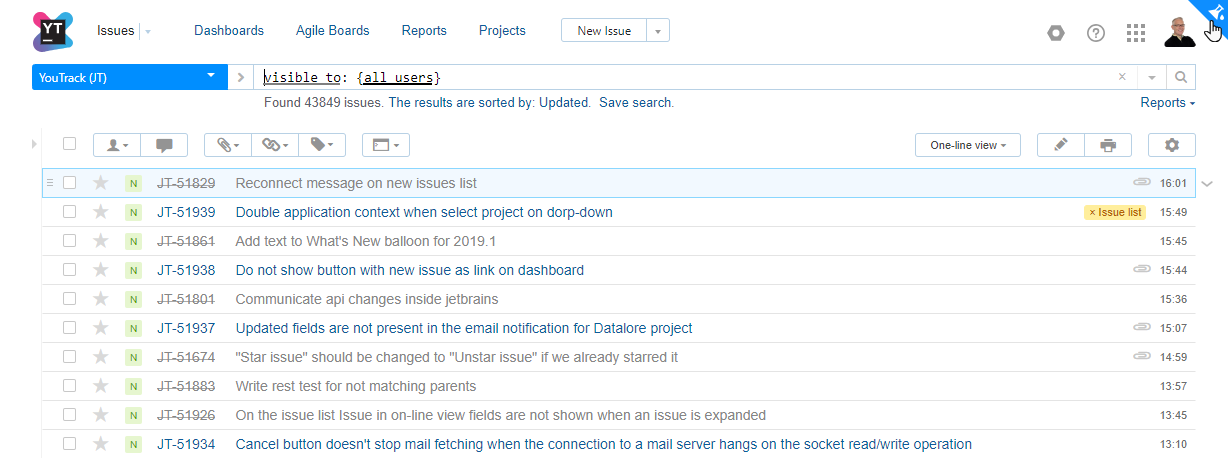 YT
Issues Dashboards Agile Boards Reports Projects New Issue
YouTrack (JT) visible to: {all users}
Found 43849 issues. The results are sorted by: Updated. Save search. Reports
One-line view
N JT-51829 Reconnect message on new issues list 16:01
N JT-51939 Double application context when select project on dorp-down × Issue list 15:49
N JT-51861 Add text to What's New balloon for 2019.1 15:45
N JT-51938 Do not show button with new issue as link on dashboard 15:44
N JT-51801 Communicate api changes inside jetbrains 15:36
N JT-51937 Updated fields are not present in the email notification for Datalore project 15:07
N JT-51674 "Star issue" should be changed to "Unstar issue" if we already starred it 14:59
N JT-51883 Write rest test for not matching parents 13:57
N JT-51926 On the issue list Issue in on-line view fields are not shown when an issue is expanded 13:45
N JT-51934 Cancel button doesn't stop mail fetching when the connection to a mail server hangs on the socket read/write operation 13:10